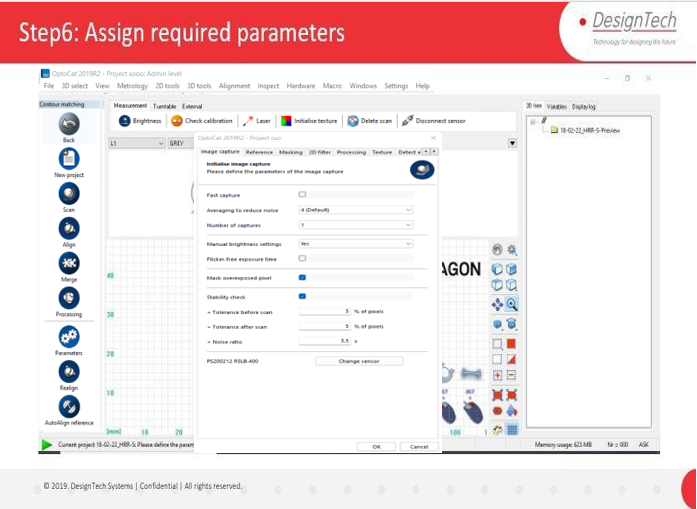 Step6: Assign required parameters
DesignTech
Technology for designing the future
OptoCat 2019R2 - Project sooo; Admin level
File 3D select View Metrology 2D tools 3D tools Alignment Inspect Hardware Macro Windows Settings Help
Contour matching
Measurement Turntable External
3D tree Variables Displaylog
Brightness Check calibration Laser Initialise texture Delete scan Disconnect sensor
18-02-22_HRR-S-Preview
Back
New project
Scan
Align
Merge
Processing
Parameters
Realign
AutoAlign reference
L1 GREY
OptoCat 2019R2 - Project suo
Image capture Reference Masking 2D filter Processing Texture Detect e
Initialise image capture
Please define the parameters of the image capture
Fast capture
Averaging to reduce noise 4 (Default)
Number of captures 1
Manual brightness settings Yes
Flicker-free exposure time
Mask overexposed pixel
Stability check
- Tolerance before scan 5 % of pixels
- Tolerance after scan 5 % of pixels
- Noise ratio 3.5 x
PS200212 RSLB-400 Change sensor
OK Cancel
40
30
20
10
[mm] 10 20
AGON
100 1
Current project 18-02-22_HRR-S: Please define the param
Memory usage: 623 MB Nr = 000 ASK
© 2019, DesignTech Systems | Confidential | All rights reserved.